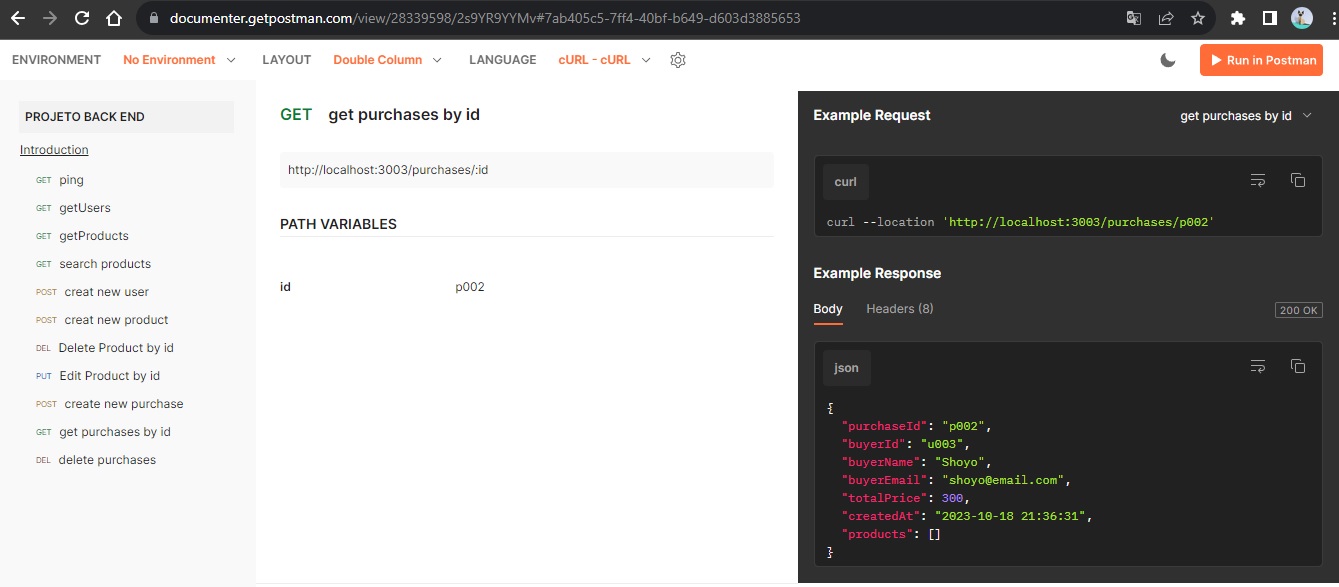 documenter.getpostman.com/view/28339598/2s9YR9YYMv#7ab405c5-7ff4-40bf-b649-d603d3885653
ENVIRONMENT No Environment LAYOUT Double Column LANGUAGE cURL - cURL Run in Postman
PROJETO BACK END
Introduction
GET ping
GET getUsers
GET getProducts
GET search products
POST creat new user
POST creat new product
DEL Delete Product by id
PUT Edit Product by id
POST create new purchase
GET get purchases by id
DEL delete purchases
GET get purchases by id
http://localhost:3003/purchases/:id
PATH VARIABLES
id p002
Example Request get purchases by id
curl
curl --location 'http://localhost:3003/purchases/p002'
Example Response
Body Headers (8) 200 OK
json
{
"purchaseId": "p002",
"buyerId": "u003",
"buyerName": "Shoyo",
"buyerEmail": "shoyo@email.com",
"totalPrice": 300,
"createdAt": "2023-10-18 21:36:31",
"products": []
}